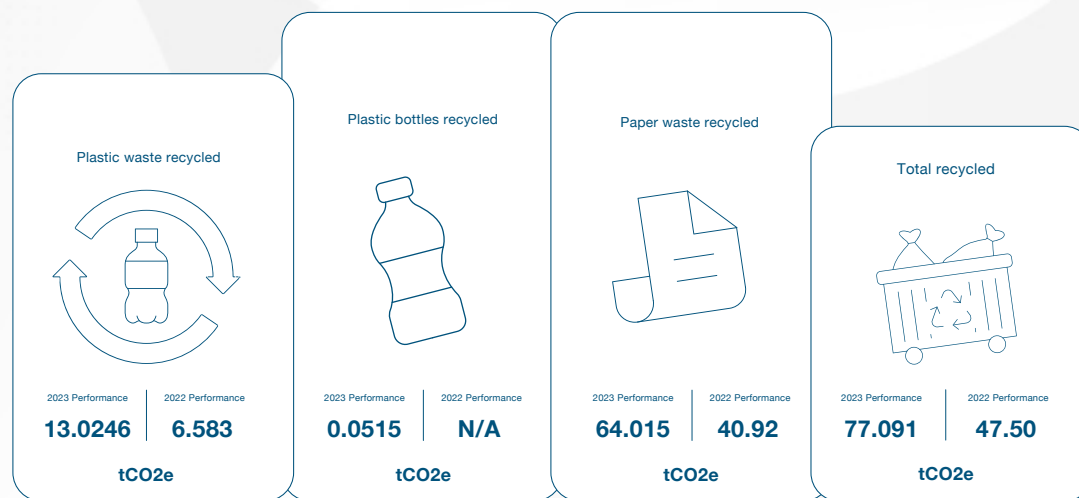 Plastic waste recycled
2023 Performance
2022 Performance
13.0246
6.583
tCO2e
Plastic bottles recycled
2023 Performance
2022 Performance
0.0515
N/A
tCO2e
Paper waste recycled
2023 Performance
2022 Performance
64.015
40.92
tCO2e
Total recycled
2023 Performance
2022 Performance
77.091
47.50
tCO2e